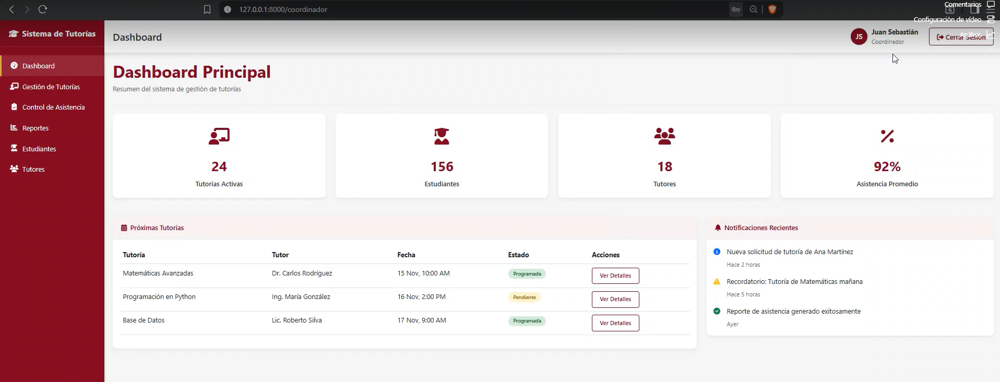 127.0.0.1:8000/coordinador
Comentarios
Configuración de vídeo
Análisis
Sistema de Tutorías
Dashboard
JS
Juan Sebastián
Coordinador
Cerrar Sesión
Dashboard
Gestión de Tutorías
Control de Asistencia
Reportes
Estudiantes
Tutores
Dashboard Principal
Resumen del sistema de gestión de tutorías
24
Tutorías Activas
156
Estudiantes
18
Tutores
92%
Asistencia Promedio
Próximas Tutorías
Tutoría Tutor Fecha Estado Acciones
Matemáticas Avanzadas Dr. Carlos Rodríguez 15 Nov, 10:00 AM Programada Ver Detalles
Programación en Python Ing. María González 16 Nov, 2:00 PM Pendiente Ver Detalles
Base de Datos Lic. Roberto Silva 17 Nov, 9:00 AM Programada Ver Detalles
Notificaciones Recientes
Nueva solicitud de tutoría de Ana Martínez
Hace 2 horas
Recordatorio: Tutoría de Matemáticas mañana
Hace 5 horas
Reporte de asistencia generado exitosamente
Ayer